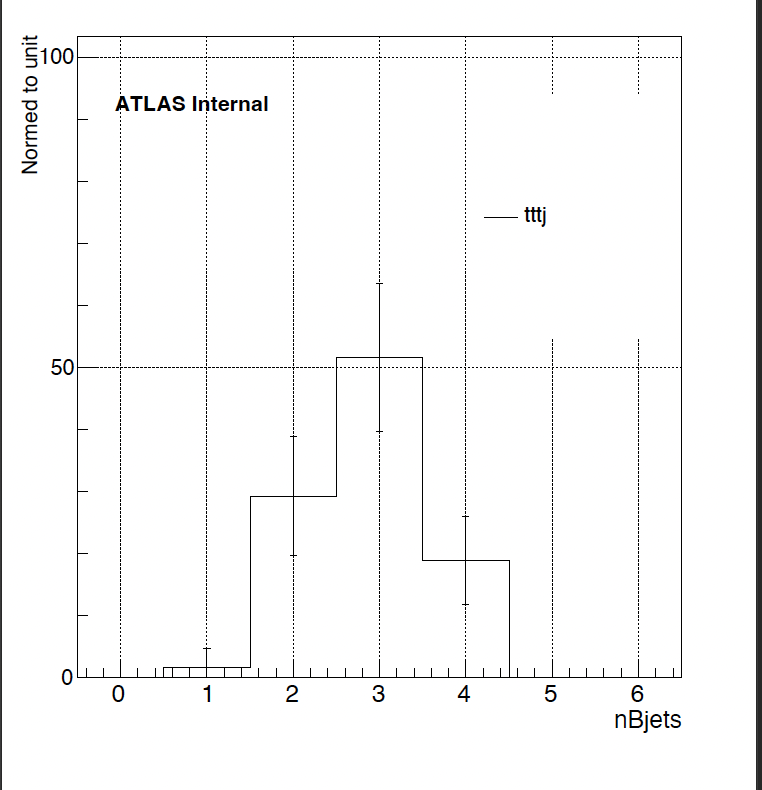 Normed to unit
100
ATLAS Internal
tttj
50
0
0 1 2 3 4 5 6
nBjets